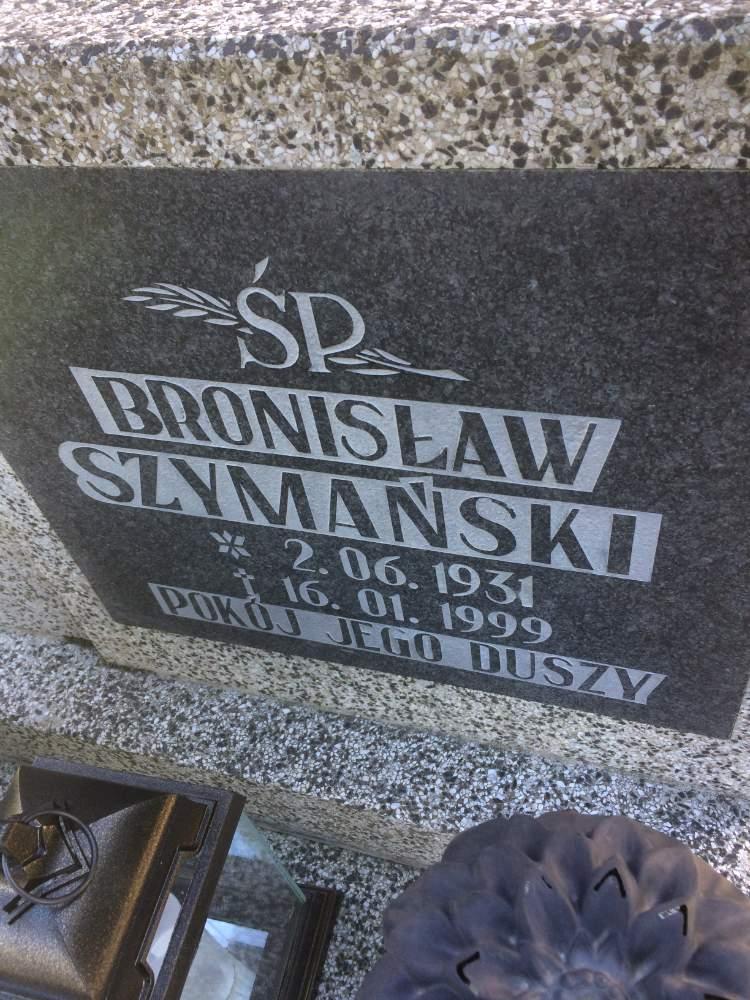 ŚP
BRONISŁAW
SZYMAŃSKI
* 2.06.1931
† 16.01.1999
POKÓJ JEGO DUSZY